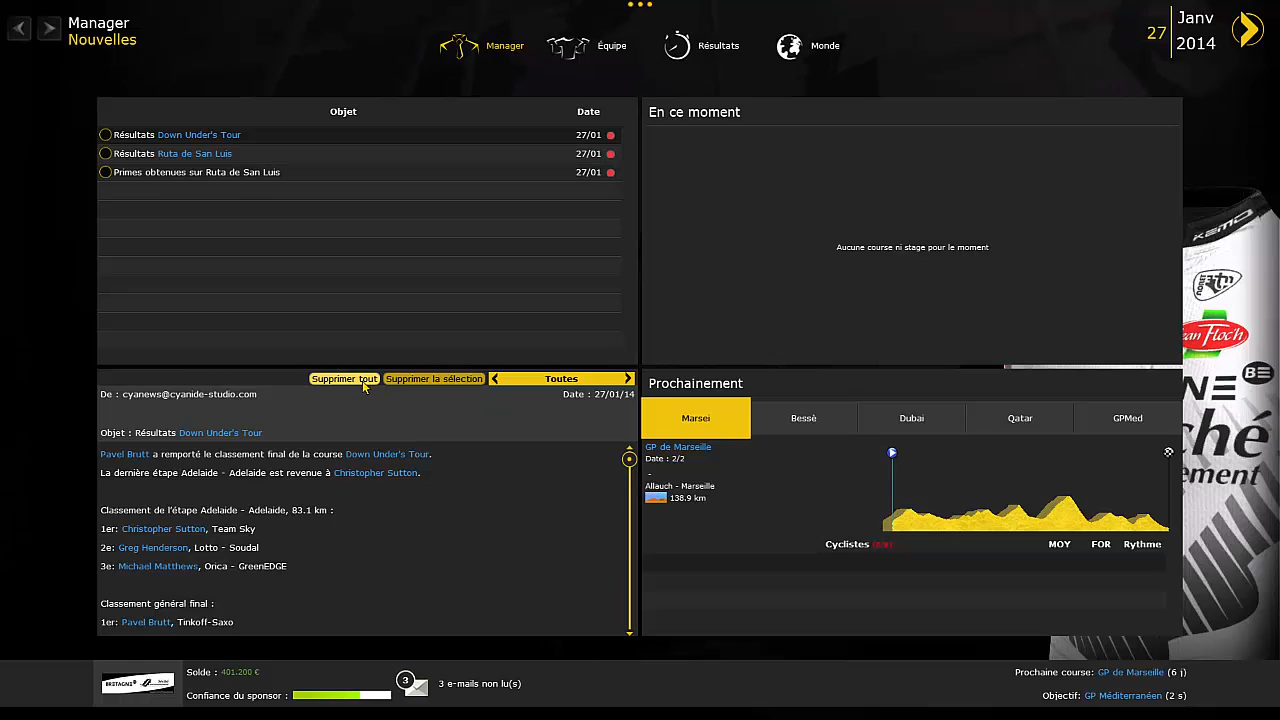 Manager
Nouvelles
Manager
Équipe
Résultats
Monde
27
Janv
2014
Objet
Date
Résultats Down Under's Tour 27/01
Résultats Ruta de San Luis 27/01
Primes obtenues sur Ruta de San Luis 27/01
En ce moment
Aucune course ni stage pour le moment
Supprimer tout
Supprimer la sélection
Toutes
De : cyanews@cyanide-studio.com
Date : 27/01/14
Objet : Résultats Down Under's Tour
Pavel Brutt a remporté le classement final de la course Down Under's Tour.
La dernière étape Adelaide - Adelaide est revenue à Christopher Sutton.
Classement de l'étape Adelaide - Adelaide, 83.1 km :
1er: Christopher Sutton, Team Sky
2e: Greg Henderson, Lotto - Soudal
3e: Michael Matthews, Orica - GreenEDGE
Classement général final :
1er: Pavel Brutt, Tinkoff-Saxo
Prochainement
Marsei
Bessè
Dubai
Qatar
GPMed
GP de Marseille
Date : 2/2
-
Allauch - Marseille
138.9 km
Cyclistes
MOY
FOR
Rythme
KEMO
BE
NE
ché
ement
BRETAGNE
Solde : 401.200 €
Confiance du sponsor :
3
3 e-mails non lu(s)
Prochaine course: GP de Marseille (6 j)
Objectif: GP Méditerranéen (2 s)